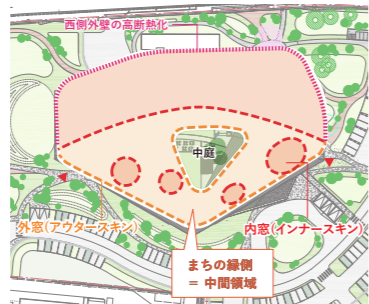 西側外壁の高断熱化
中庭
外窓(アウタースキン)
内窓(インナースキン)
まちの縁側
= 中間領域